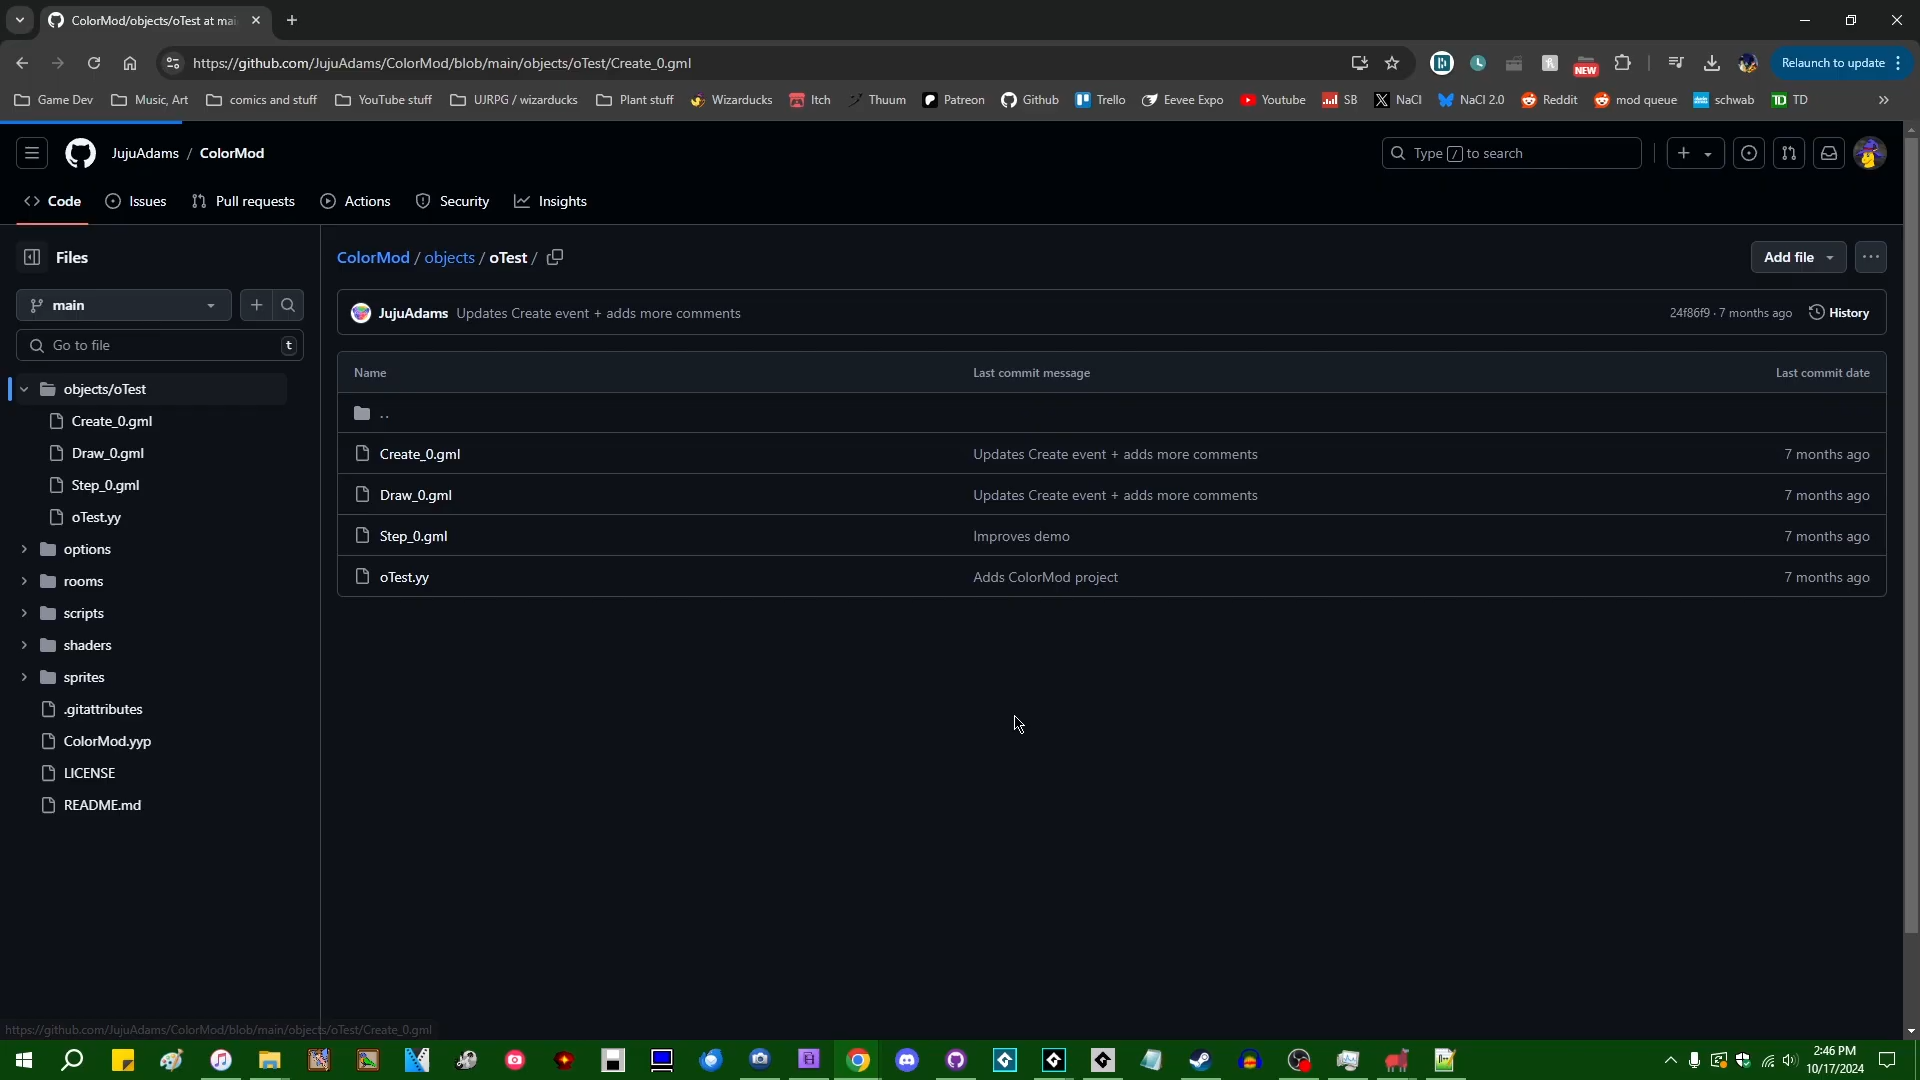 ColorMod/objects/oTest at mai
https://github.com/JujuAdams/ColorMod/blob/main/objects/oTest/Create_0.gml
NEW
Relaunch to update
Game Dev
Music, Art
comics and stuff
YouTube stuff
UJRPG / wizarducks
Plant stuff
Wizarducks
Itch
Thuum
Patreon
Github
Trello
Eevee Expo
Youtube
SB
NaCl
NaCl 2.0
Reddit
mod queue
schwab
TD
JujuAdams / ColorMod
Type / to search
Code
Issues
Pull requests
Actions
Security
Insights
Files
ColorMod / objects / oTest /
Add file
main
JujuAdams Updates Create event + adds more comments
24f86f9 · 7 months ago
History
Go to file
t
Name Last commit message Last commit date
objects/oTest
..
Create_0.gml
Draw_0.gml
Step_0.gml
oTest.yy
Create_0.gml Updates Create event + adds more comments 7 months ago
Draw_0.gml Updates Create event + adds more comments 7 months ago
Step_0.gml Improves demo 7 months ago
oTest.yy Adds ColorMod project 7 months ago
options
rooms
scripts
shaders
sprites
.gitattributes
ColorMod.yyp
LICENSE
README.md
https://github.com/JujuAdams/ColorMod/blob/main/objects/oTest/Create_0.gml
2:46 PM
10/17/2024